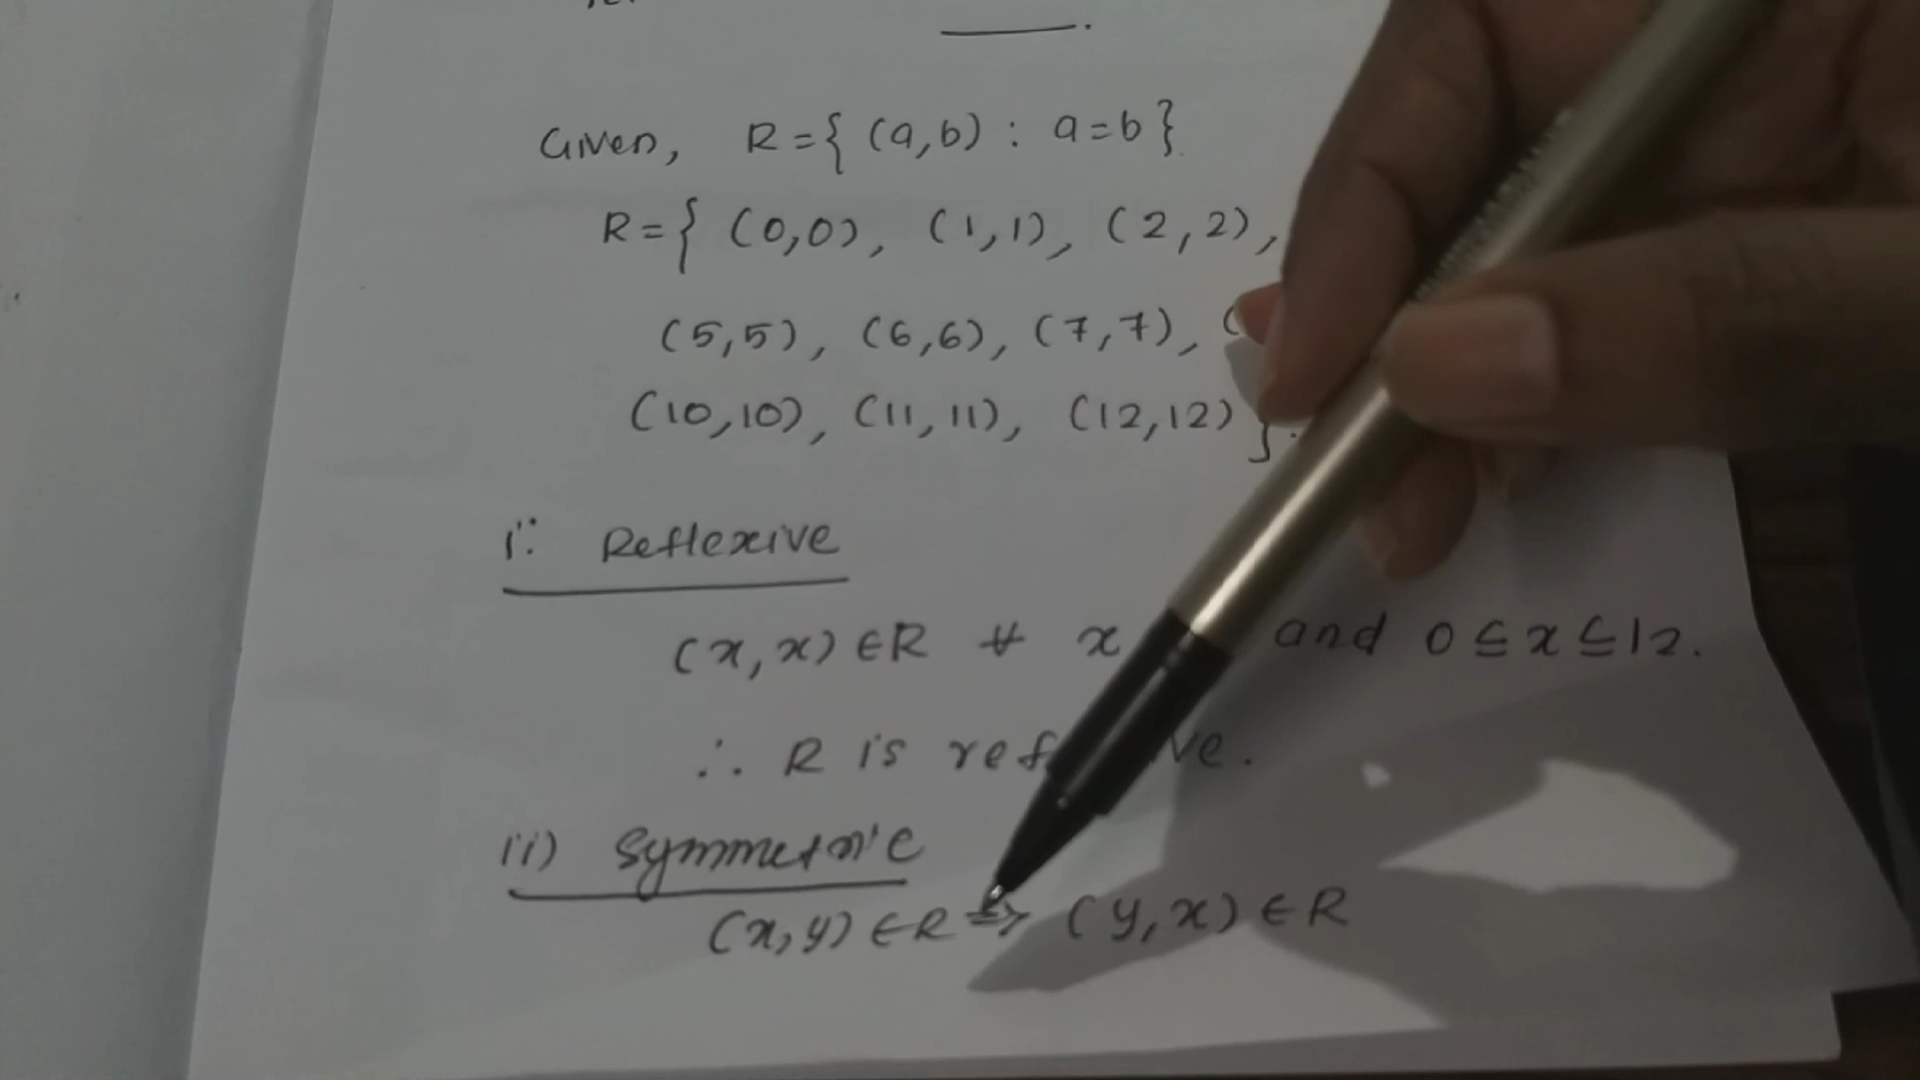 Given, R = { (a,b) : a=b }
R = { (0,0), (1,1), (2,2),
(5,5), (6,6), (7,7), (
(10,10), (11,11), (12,12) }.
i: Reflexive
(x,x) ∈ R ∀ x and 0 ≤ x ≤ 12.
∴ R is ve.
ii) Symmetric
(x,y) ∈ R ⇒ (y,x) ∈ R